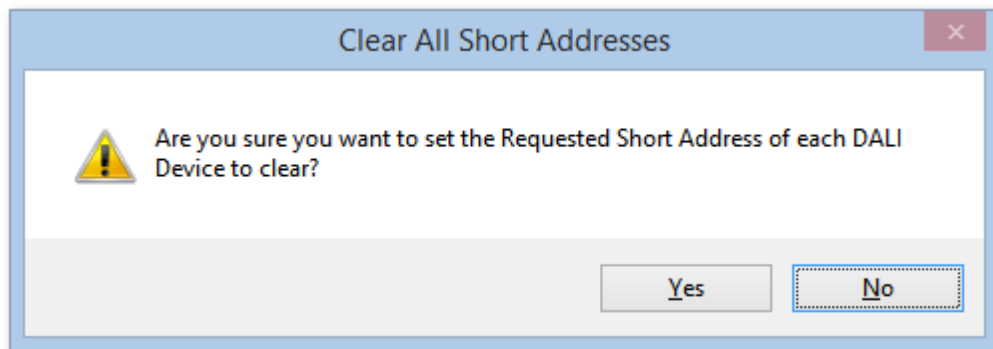 Clear All Short Addresses
Are you sure you want to set the Requested Short Address of each DALI
Device to clear?
Yes
No